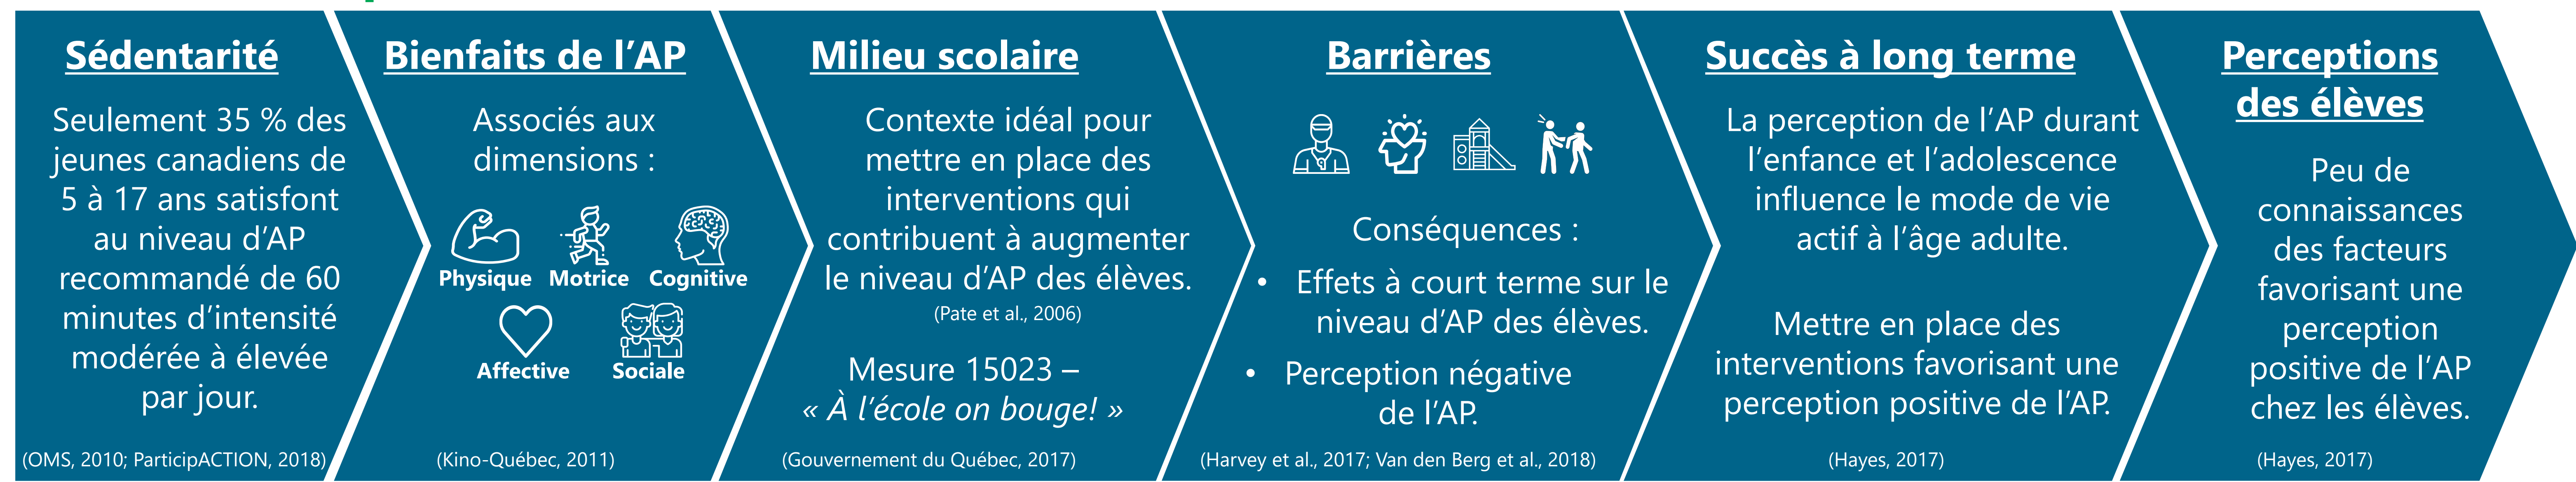 Sédentarité
Seulement 35 % des
jeunes canadiens de
5 à 17 ans satisfont
au niveau d’AP
recommandé de 60
minutes d’intensité
modérée à élevée
par jour.
(OMS, 2010; ParticipACTION, 2018)
Bienfaits de l’AP
Associés aux
dimensions :
Physique Motrice Cognitive
Affective Sociale
(Kino-Québec, 2011)
Milieu scolaire
Contexte idéal pour
mettre en place des
interventions qui
contribuent à augmenter
le niveau d’AP des élèves.
(Pate et al., 2006)
Mesure 15023 –
« À l’école on bouge! »
(Gouvernement du Québec, 2017)
Barrières
Conséquences :
• Effets à court terme sur le
niveau d’AP des élèves.
• Perception négative
de l’AP.
(Harvey et al., 2017; Van den Berg et al., 2018)
Succès à long terme
La perception de l’AP durant
l’enfance et l’adolescence
influence le mode de vie
actif à l’âge adulte.
Mettre en place des
interventions favorisant une
perception positive de l’AP.
(Hayes, 2017)
Perceptions
des élèves
Peu de
connaissances
des facteurs
favorisant une
perception
positive de l’AP
chez les élèves.
(Hayes, 2017)